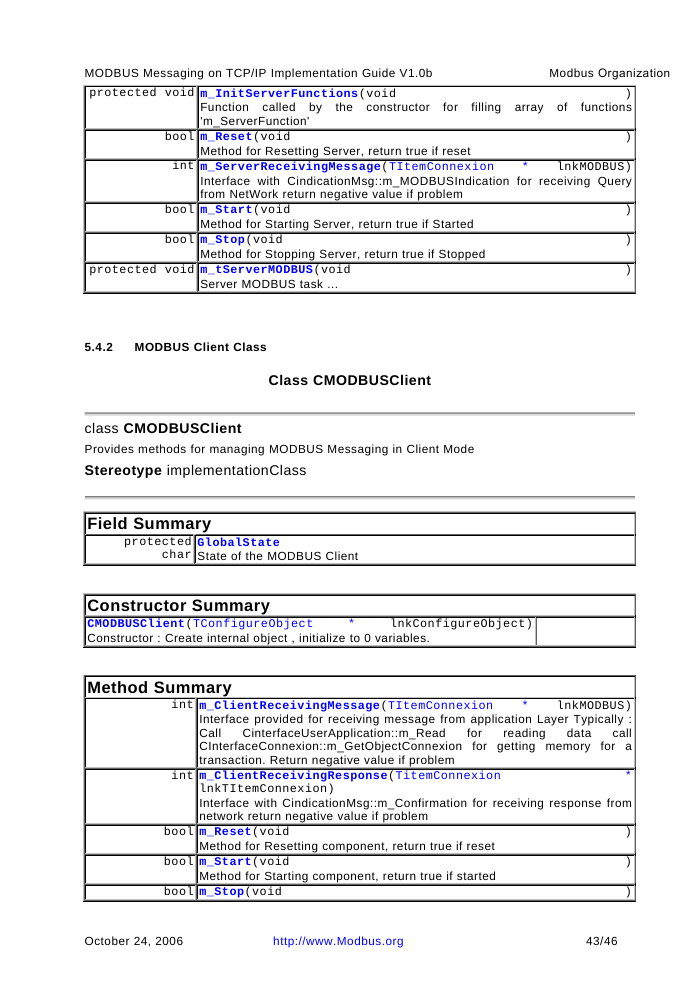 MODBUS Messaging on TCP/IP Implementation Guide V1.0b Modbus Organization
protected void m_InitServerFunctions(void )
Function called by the constructor for filling array of functions
'm_ServerFunction'
bool m_Reset(void )
Method for Resetting Server, return true if reset
int m_ServerReceivingMessage(TItemConnexion * lnkMODBUS)
Interface with CindicationMsg::m_MODBUSIndication for receiving Query
from NetWork return negative value if problem
bool m_Start(void )
Method for Starting Server, return true if Started
bool m_Stop(void )
Method for Stopping Server, return true if Stopped
protected void m_tServerMODBUS(void )
Server MODBUS task ...
5.4.2 MODBUS Client Class
Class CMODBUSClient
class CMODBUSClient
Provides methods for managing MODBUS Messaging in Client Mode
Stereotype implementationClass
Field Summary
protected GlobalState
char State of the MODBUS Client
Constructor Summary
CMODBUSClient(TConfigureObject * lnkConfigureObject)
Constructor : Create internal object , initialize to 0 variables.
Method Summary
int m_ClientReceivingMessage(TItemConnexion * lnkMODBUS)
Interface provided for receiving message from application Layer Typically :
Call CinterfaceUserApplication::m_Read for reading data call
CInterfaceConnexion::m_GetObjectConnexion for getting memory for a
transaction. Return negative value if problem
int m_ClientReceivingResponse(TitemConnexion *
lnkTItemConnexion)
Interface with CindicationMsg::m_Confirmation for receiving response from
network return negative value if problem
bool m_Reset(void )
Method for Resetting component, return true if reset
bool m_Start(void )
Method for Starting component, return true if started
bool m_Stop(void )
October 24, 2006 http://www.Modbus.org 43/46